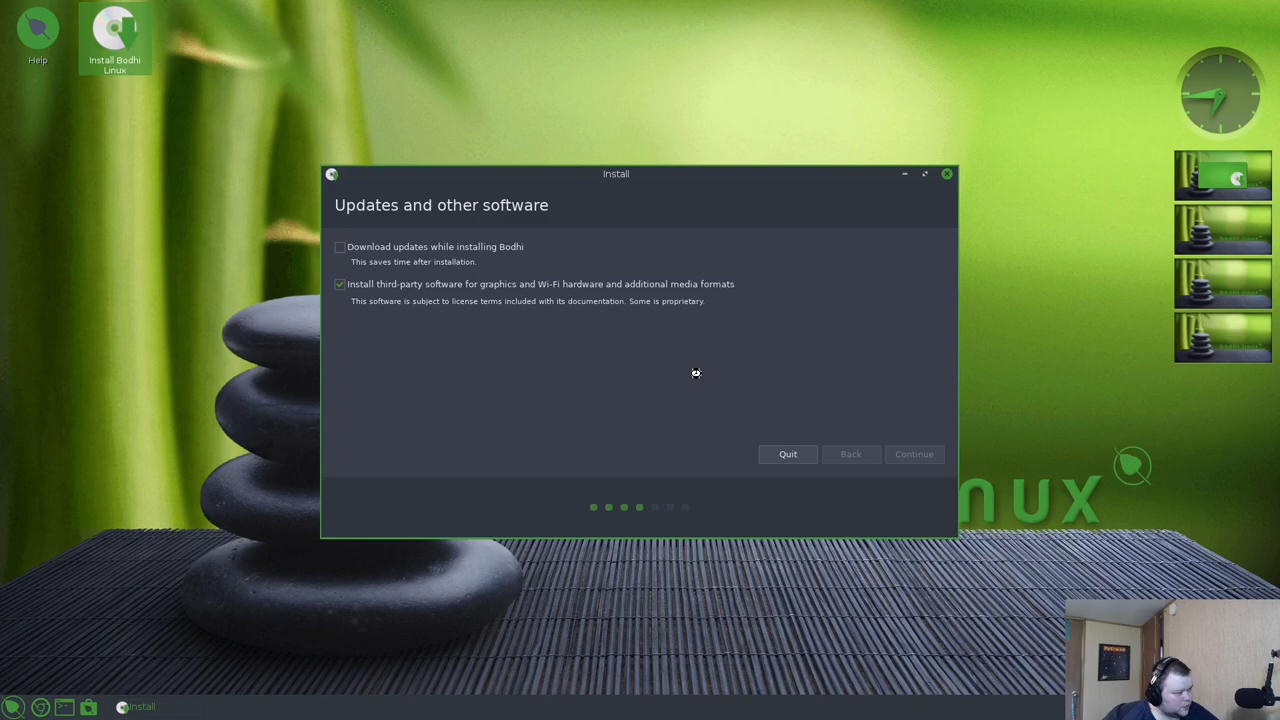 Help
Install Bodhi
Linux
Install
Updates and other software
Download updates while installing Bodhi
This saves time after installation.
Install third-party software for graphics and Wi-Fi hardware and additional media formats
This software is subject to license terms included with its documentation. Some is proprietary.
Quit
Back
Continue
nux
Install